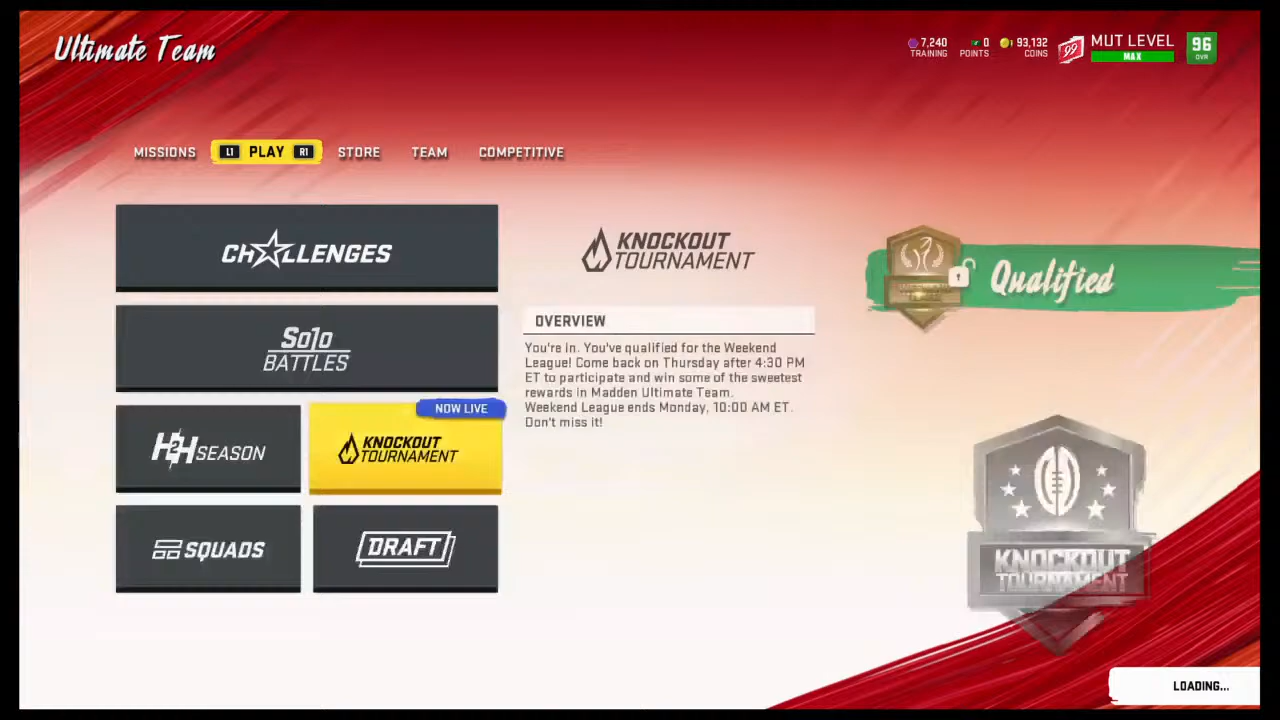 Ultimate Team
7,240
TRAINING
0
POINTS
93,132
COINS
99
MUT LEVEL
MAX
96
OVR
MISSIONS
L1 PLAY R1
STORE
TEAM
COMPETITIVE
CHALLENGES
Solo
BATTLES
H2H SEASON
NOW LIVE
KNOCKOUT
TOURNAMENT
SQUADS
DRAFT
KNOCKOUT
TOURNAMENT
OVERVIEW
You're in. You've qualified for the Weekend
League! Come back on Thursday after 4:30 PM
ET to participate and win some of the sweetest
rewards in Madden Ultimate Team.
Weekend League ends Monday, 10:00 AM ET.
Don't miss it!
Qualified
KNOCKOUT
TOURNAMENT
LOADING...